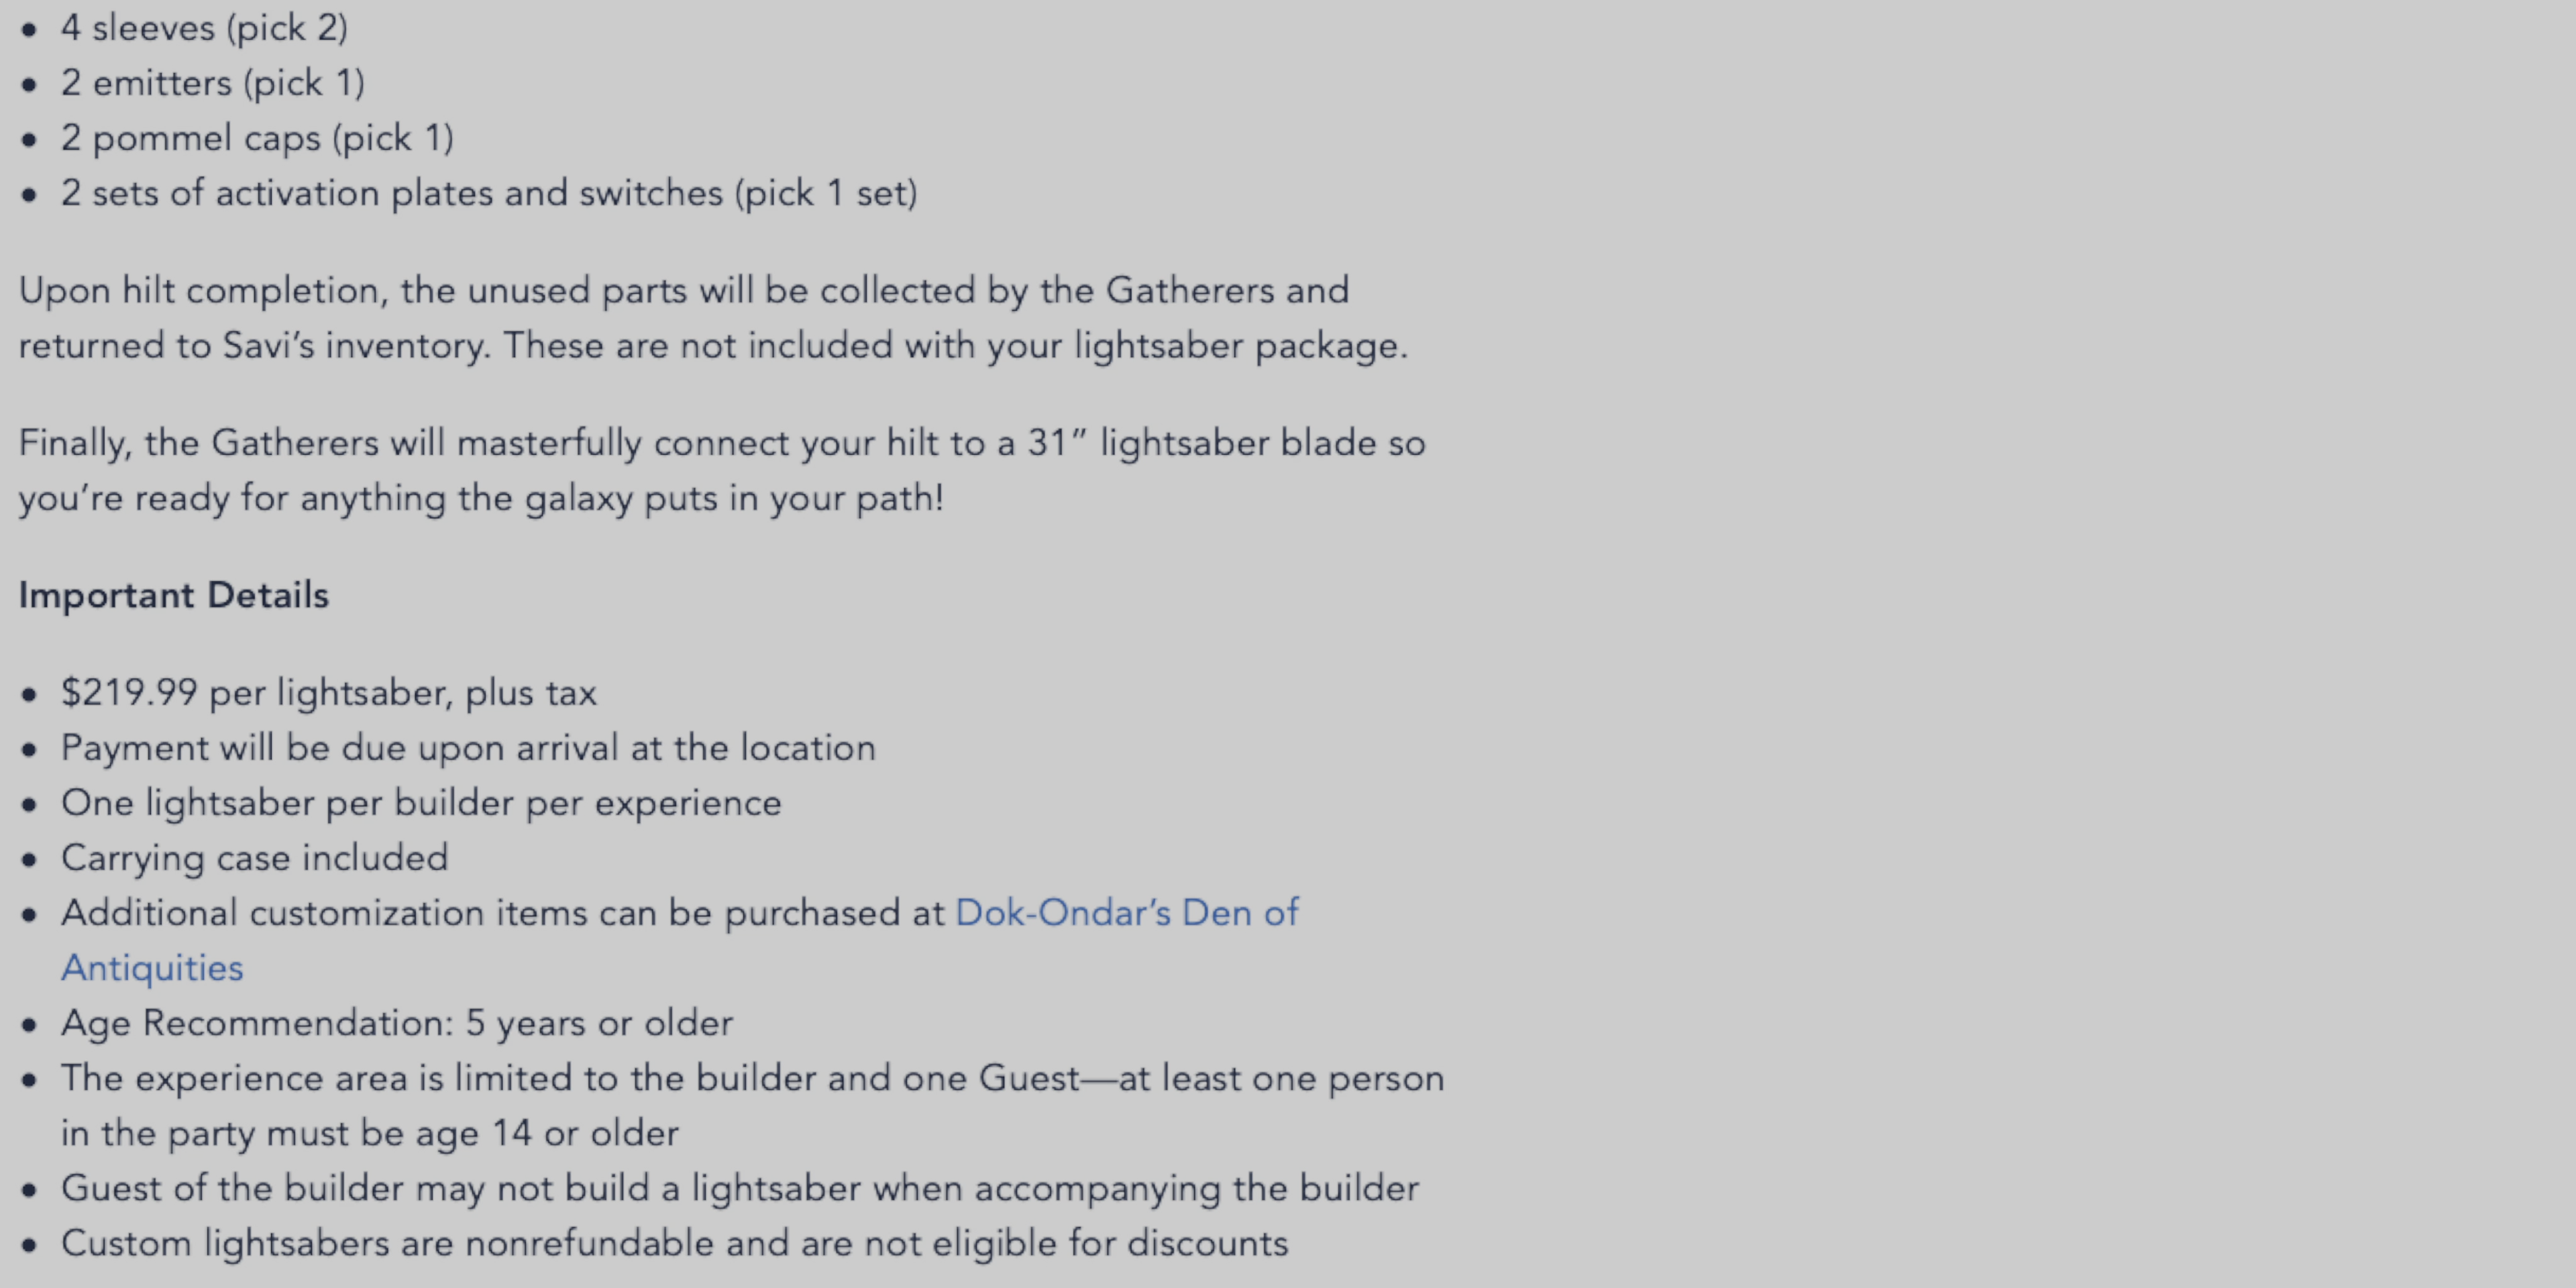 • 4 sleeves (pick 2)
• 2 emitters (pick 1)
• 2 pommel caps (pick 1)
• 2 sets of activation plates and switches (pick 1 set)
Upon hilt completion, the unused parts will be collected by the Gatherers and
returned to Savi’s inventory. These are not included with your lightsaber package.
Finally, the Gatherers will masterfully connect your hilt to a 31” lightsaber blade so
you’re ready for anything the galaxy puts in your path!
Important Details
• $219.99 per lightsaber, plus tax
• Payment will be due upon arrival at the location
• One lightsaber per builder per experience
• Carrying case included
• Additional customization items can be purchased at Dok-Ondar’s Den of
Antiquities
• Age Recommendation: 5 years or older
• The experience area is limited to the builder and one Guest—at least one person
in the party must be age 14 or older
• Guest of the builder may not build a lightsaber when accompanying the builder
• Custom lightsabers are nonrefundable and are not eligible for discounts